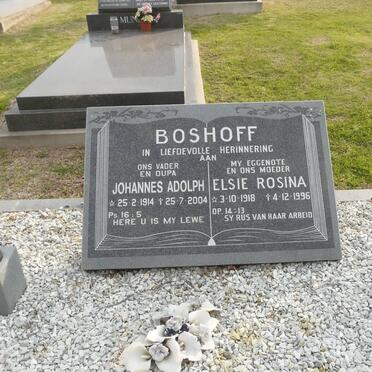 BOSHOFF
IN LIEFDEVOLLE HERINNERING
AAN
ONS VADER
EN OUPA
JOHANNES ADOLPH
☆ 25·2·1914 ✝ 25·7·2004
Ps. 16:5
HERE U IS MY LEWE
MY EGGENOTE
EN ONS MOEDER
ELSIE ROSINA
☆ 3·10·1918 ✝ 4·12·1996
OP. 14:13
SY RUS VAN HAAR ARBEID